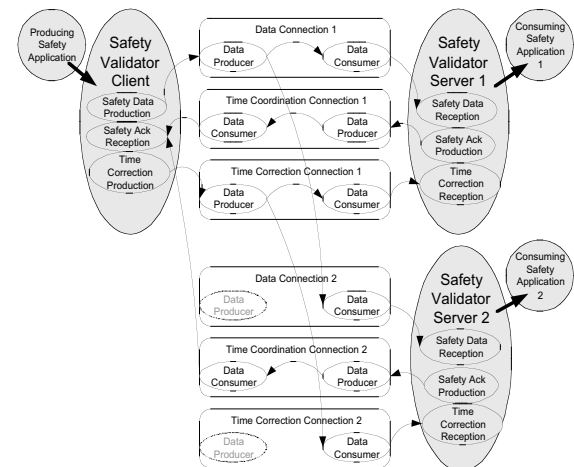 Producing
Safety
Application
Safety
Validator
Client
Safety Data
Production
Safety Ack
Reception
Time
Correction
Production
Data Connection 1
Data
Producer
Data
Consumer
Time Coordination Connection 1
Data
Consumer
Data
Producer
Time Correction Connection 1
Data
Producer
Data
Consumer
Safety
Validator
Server 1
Safety Data
Reception
Safety Ack
Production
Time
Correction
Reception
Consuming
Safety
Application
1
Data Connection 2
Data
Producer
Data
Consumer
Time Coordination Connection 2
Data
Consumer
Data
Producer
Time Correction Connection 2
Data
Producer
Data
Consumer
Safety
Validator
Server 2
Safety Data
Reception
Safety Ack
Production
Time
Correction
Reception
Consuming
Safety
Application
2